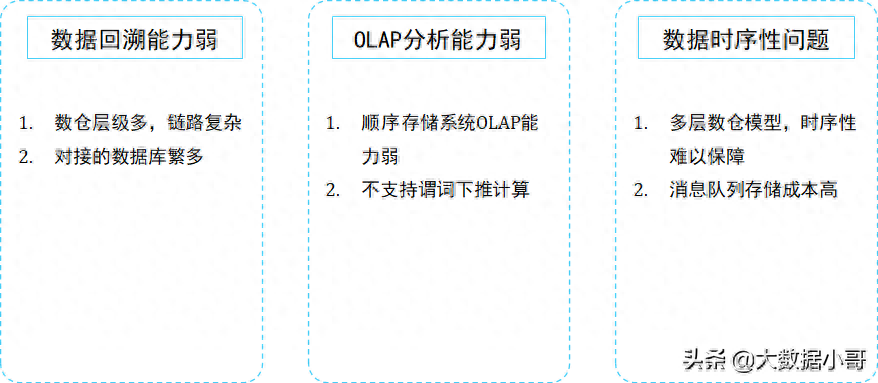 数据回溯能力弱
1. 数仓层级多，链路复杂
2. 对接的数据库繁多
OLAP分析能力弱
1. 顺序存储系统OLAP能
力弱
2. 不支持谓词下推计算
数据时序性问题
1. 多层数仓模型，时序性
难以保障
2. 消息队列存储成本高
头条 @大数据小哥